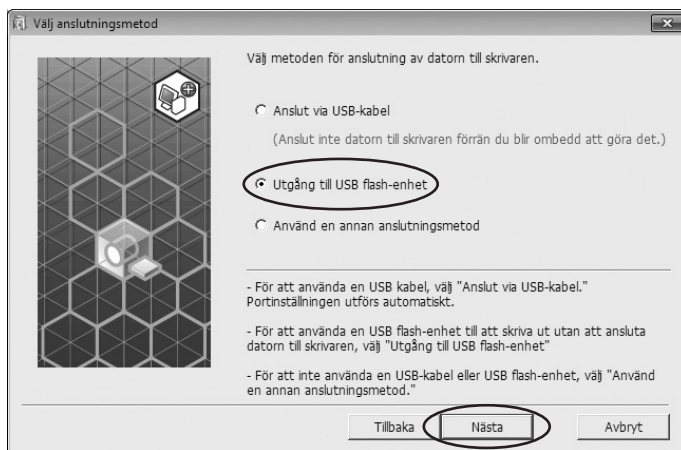 Välj anslutningsmetod
Välj metoden för anslutning av datorn till skrivaren.
Anslut via USB-kabel
(Anslut inte datorn till skrivaren förrän du blir ombedd att göra det.)
Utgång till USB flash-enhet
Använd en annan anslutningsmetod
- För att använda en USB kabel, välj "Anslut via USB-kabel."
Portinställningen utförs automatiskt.
- För att använda en USB flash-enhet till att skriva ut utan att ansluta
datorn till skrivaren, välj "Utgång till USB flash-enhet"
- För att inte använda en USB-kabel eller USB flash-enhet, välj "Använd
en annan anslutningsmetod."
Tillbaka
Nästa
Avbryt